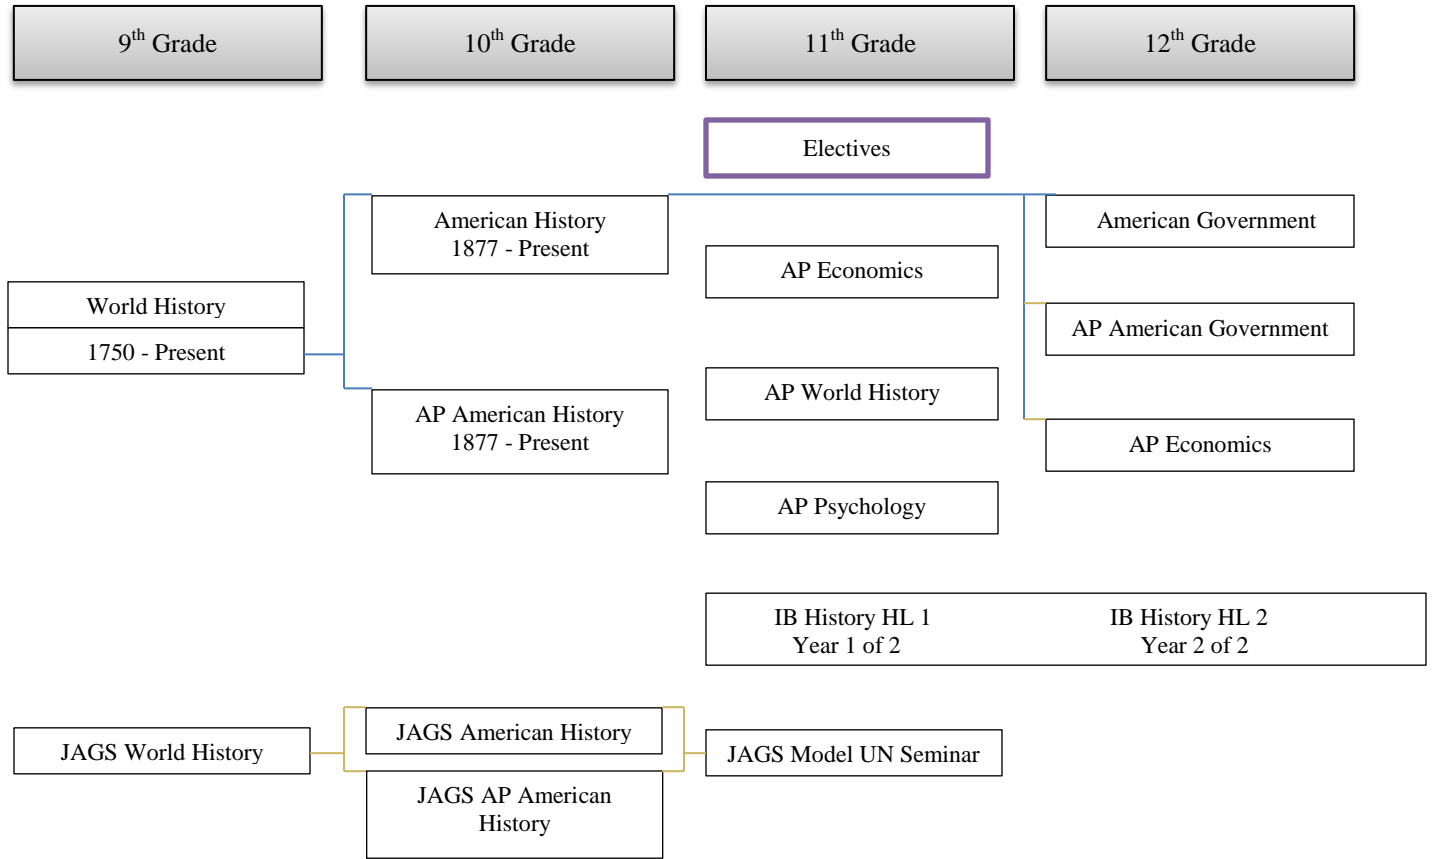 9th Grade
10th Grade
11th Grade
12th Grade
Electives
American History
1877 - Present
American Government
AP Economics
World History
1750 - Present
AP American Government
AP American History
1877 - Present
AP World History
AP Economics
AP Psychology
IB History HL 1
Year 1 of 2
IB History HL 2
Year 2 of 2
JAGS World History
JAGS American History
JAGS Model UN Seminar
JAGS AP American
History